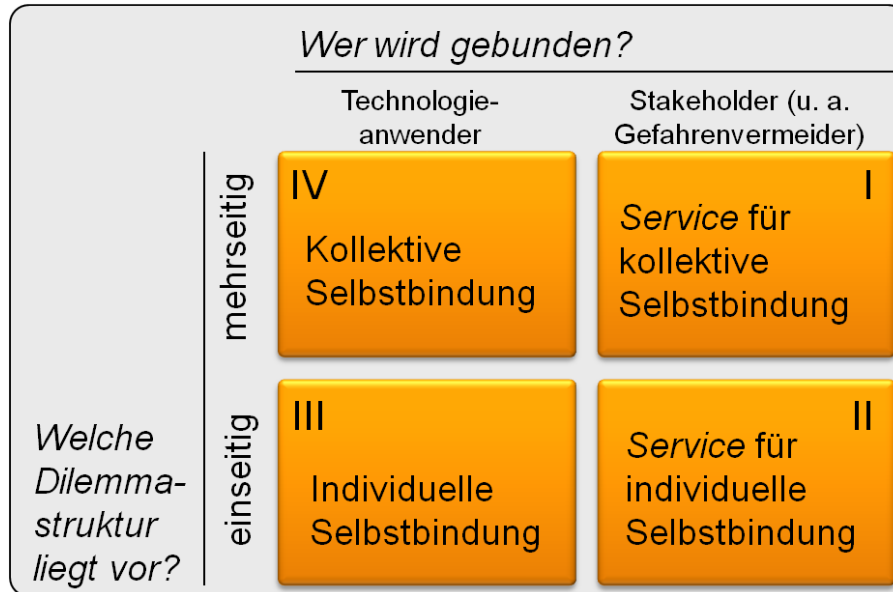 Wer wird gebunden?
Technologie-
anwender
Stakeholder (u. a.
Gefahrenvermeider)
mehrseitig
IV
Kollektive
Selbstbindung
I
Service für
kollektive
Selbstbindung
Welche
Dilemma-
struktur
liegt vor?
einseitig
III
Individuelle
Selbstbindung
II
Service für
individuelle
Selbstbindung